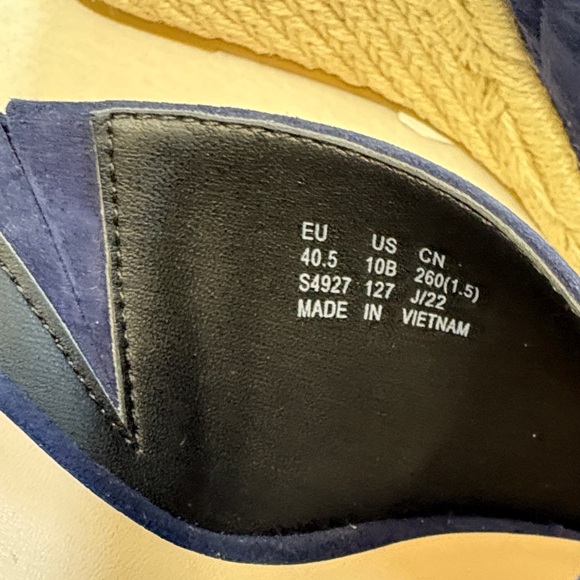 EU US CN
40.5 10B 260(1.5)
S4927 127 J/22
MADE IN VIETNAM